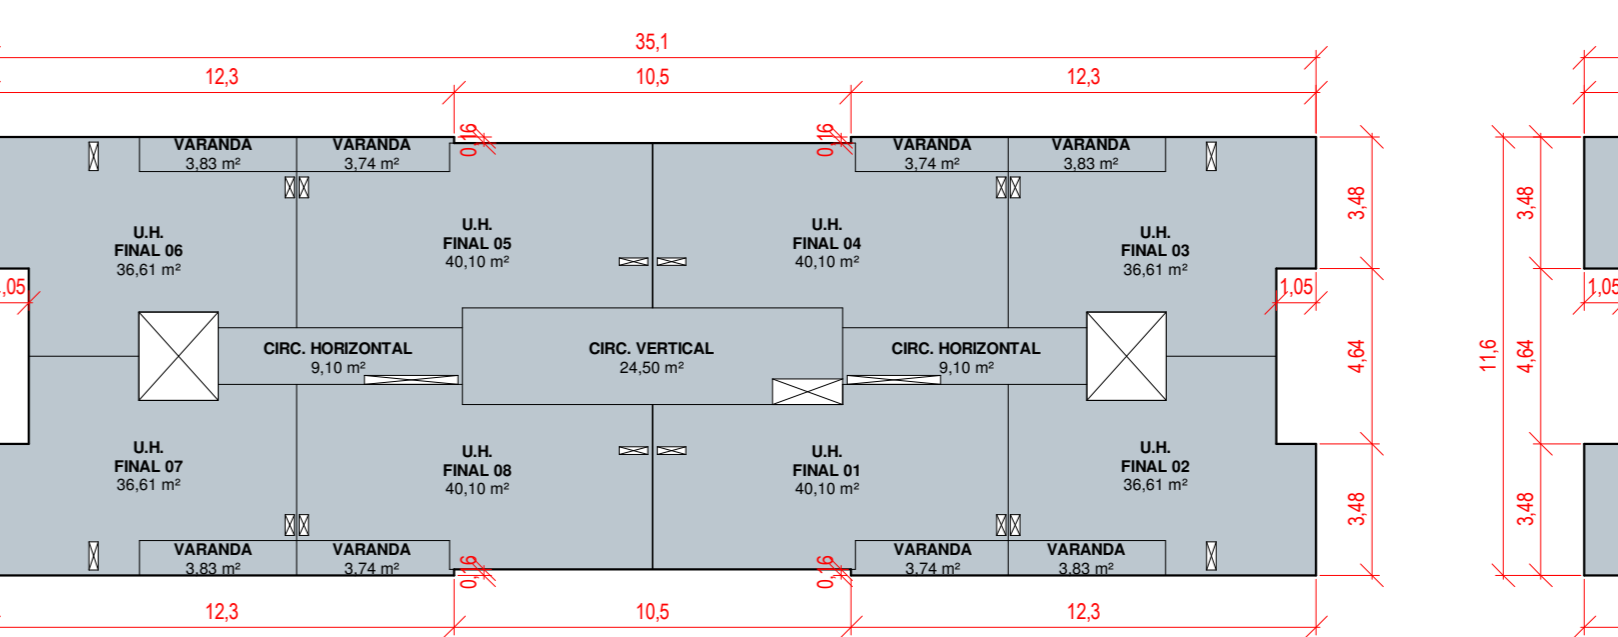 35,1
12,3
10,5
12,3
0,16
0,16
VARANDA
3,83 m²
VARANDA
3,74 m²
VARANDA
3,74 m²
VARANDA
3,83 m²
3,48
3,48
U.H.
FINAL 06
36,61 m²
U.H.
FINAL 05
40,10 m²
U.H.
FINAL 04
40,10 m²
U.H.
FINAL 03
36,61 m²
,05
1,05
1,05
CIRC. HORIZONTAL
9,10 m²
CIRC. VERTICAL
24,50 m²
CIRC. HORIZONTAL
9,10 m²
4,64
11,6
4,64
U.H.
FINAL 07
36,61 m²
U.H.
FINAL 08
40,10 m²
U.H.
FINAL 01
40,10 m²
U.H.
FINAL 02
36,61 m²
3,48
3,48
VARANDA
3,83 m²
VARANDA
3,74 m²
VARANDA
3,74 m²
VARANDA
3,83 m²
0,16
0,16
12,3
10,5
12,3